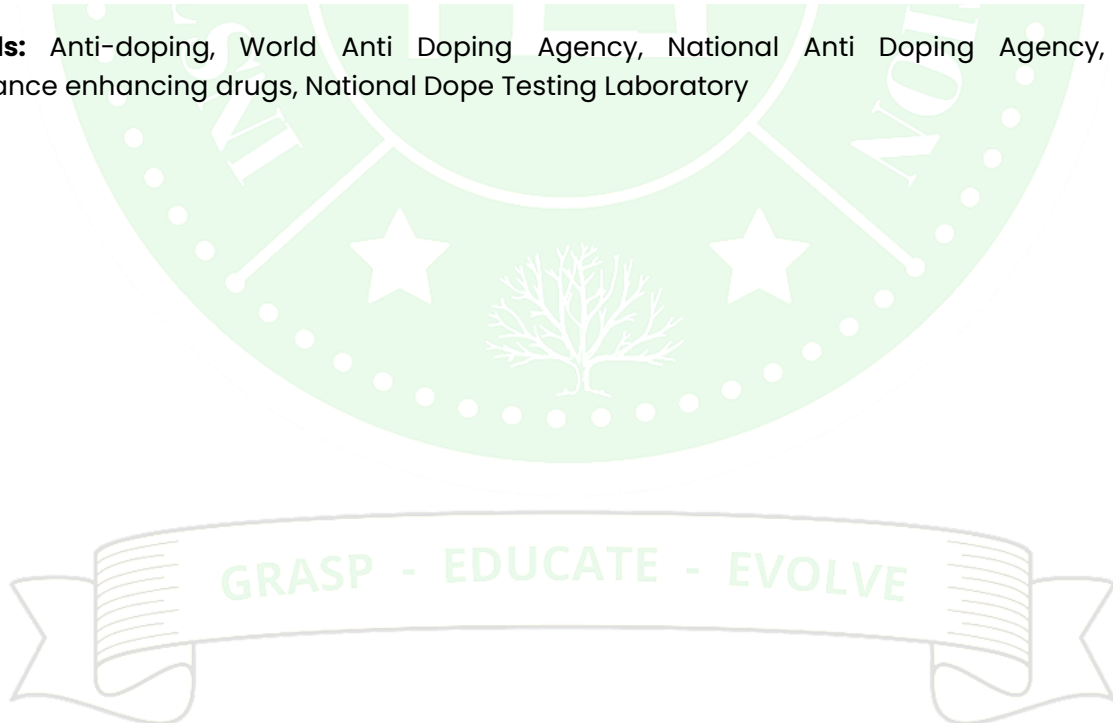 ls: Anti-doping, World Anti Doping Agency, National Anti Doping Agency,
ance enhancing drugs, National Dope Testing Laboratory
GRASP - EDUCATE - EVOLVE